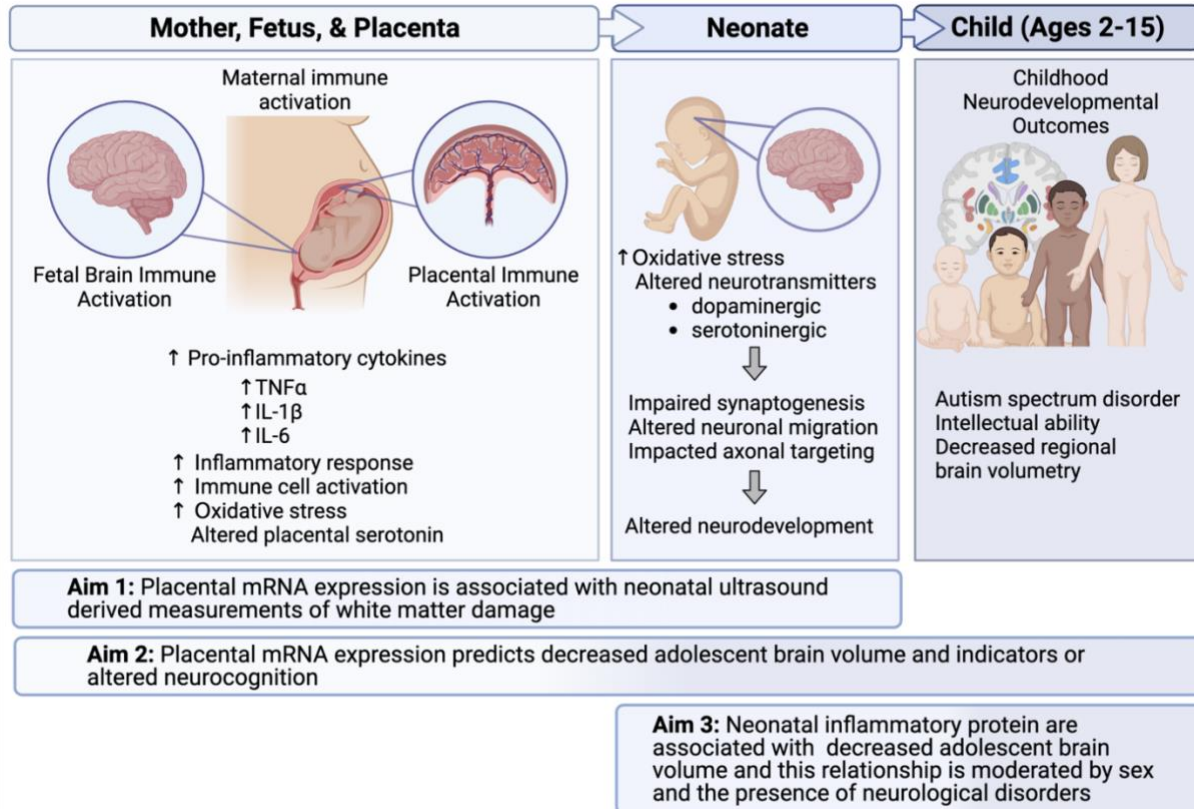 Mother, Fetus, & Placenta
Neonate
Child (Ages 2-15)
Maternal immune
activation
Fetal Brain Immune
Activation
Placental Immune
Activation
↑ Pro-inflammatory cytokines
↑TNFα
↑IL-1β
↑IL-6
↑ Inflammatory response
↑ Immune cell activation
↑ Oxidative stress
Altered placental serotonin
↑Oxidative stress
Altered neurotransmitters
• dopaminergic
• serotoninergic
Impaired synaptogenesis
Altered neuronal migration
Impacted axonal targeting
Altered neurodevelopment
Childhood
Neurodevelopmental
Outcomes
Autism spectrum disorder
Intellectual ability
Decreased regional
brain volumetry
Aim 1: Placental mRNA expression is associated with neonatal ultrasound
derived measurements of white matter damage
Aim 2: Placental mRNA expression predicts decreased adolescent brain volume and indicators or
altered neurocognition
Aim 3: Neonatal inflammatory protein are
associated with decreased adolescent brain
volume and this relationship is moderated by sex
and the presence of neurological disorders